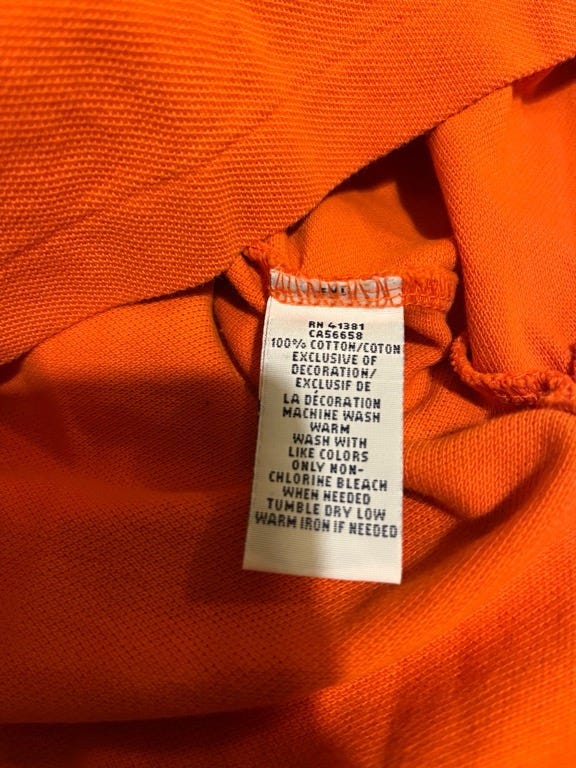 RN 41381
CA56658
100% COTTON/COTON
EXCLUSIVE OF
DECORATION/
EXCLUSIF DE
LA DÉCORATION
MACHINE WASH
WARM
WASH WITH
LIKE COLORS
ONLY NON-
CHLORINE BLEACH
WHEN NEEDED
TUMBLE DRY LOW
WARM IRON IF NEEDED